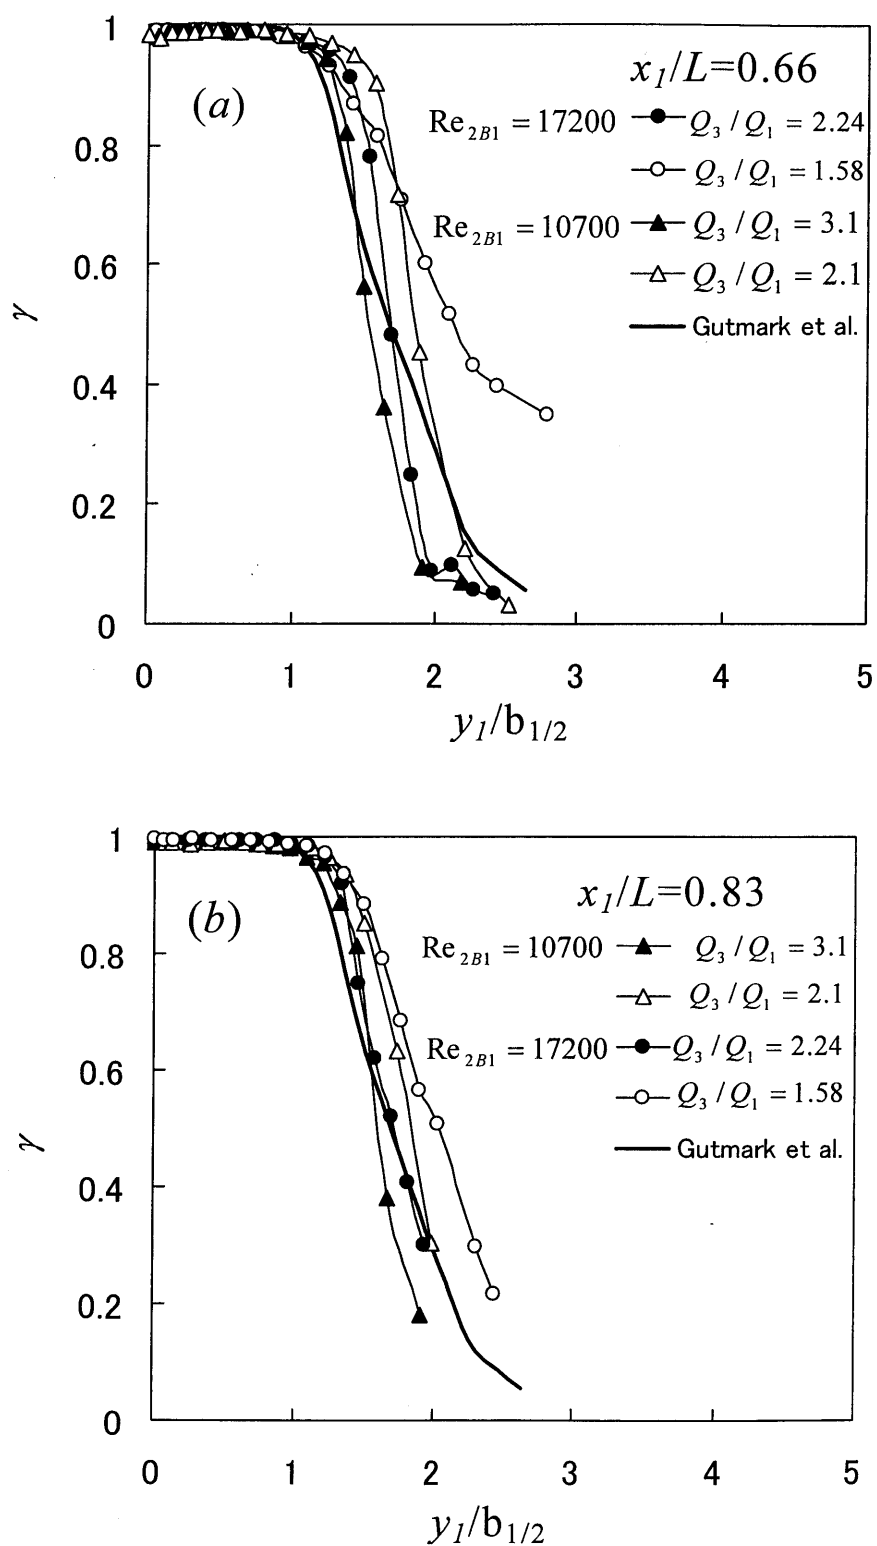 1
(a)
x₁/L=0.66
Re₂B₁ = 17200
Q₃ / Q₁ = 2.24
0.8
Q₃ / Q₁ = 1.58
Re₂B₁ = 10700
Q₃ / Q₁ = 3.1
0.6
Q₃ / Q₁ = 2.1
γ
Gutmark et al.
0.4
0.2
0
0 1 2 3 4 5
y₁/b₁/₂
1
(b)
x₁/L=0.83
0.8
Re₂B₁ = 10700
Q₃ / Q₁ = 3.1
Q₃ / Q₁ = 2.1
0.6
Re₂B₁ = 17200
Q₃ / Q₁ = 2.24
Q₃ / Q₁ = 1.58
γ
Gutmark et al.
0.4
0.2
0
0 1 2 3 4 5
y₁/b₁/₂